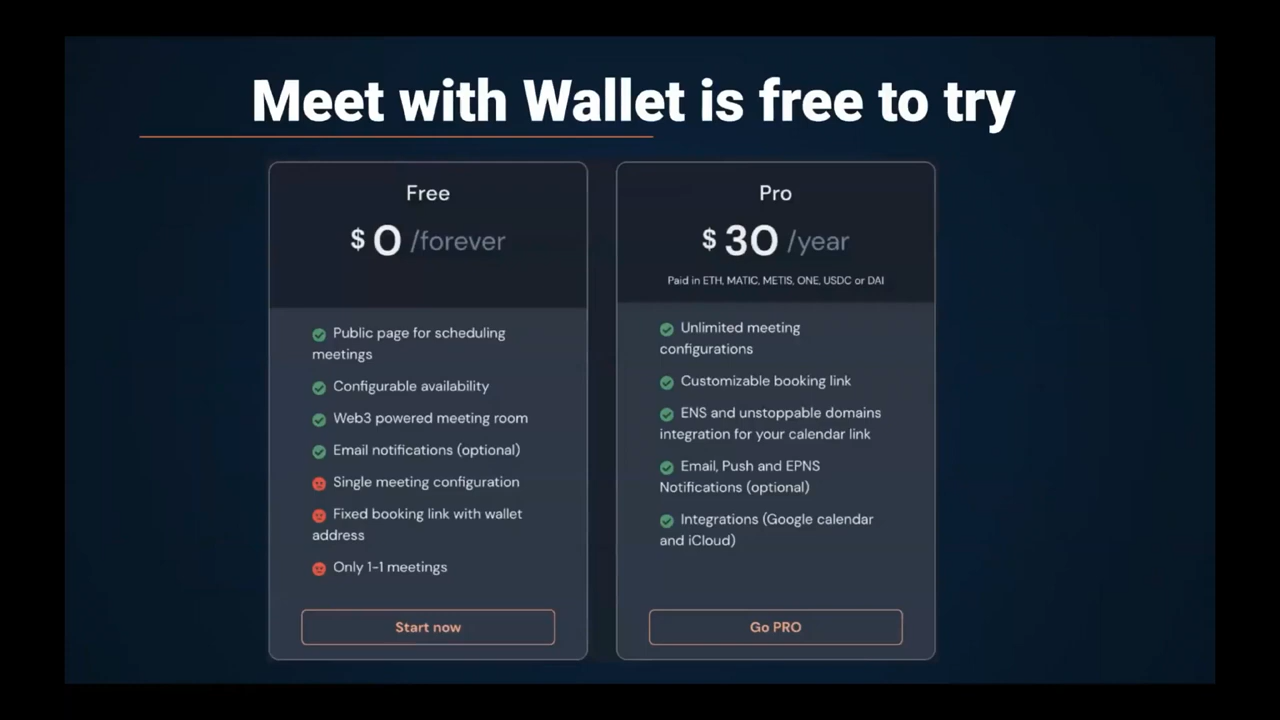 Meet with Wallet is free to try
Free
$ 0 /forever
Public page for scheduling
meetings
Configurable availability
Web3 powered meeting room
Email notifications (optional)
Single meeting configuration
Fixed booking link with wallet
address
Only 1-1 meetings
Start now
Pro
$ 30 /year
Paid in ETH, MATIC, METIS, ONE, USDC or DAI
Unlimited meeting
configurations
Customizable booking link
ENS and unstoppable domains
integration for your calendar link
Email, Push and EPNS
Notifications (optional)
Integrations (Google calendar
and iCloud)
Go PRO